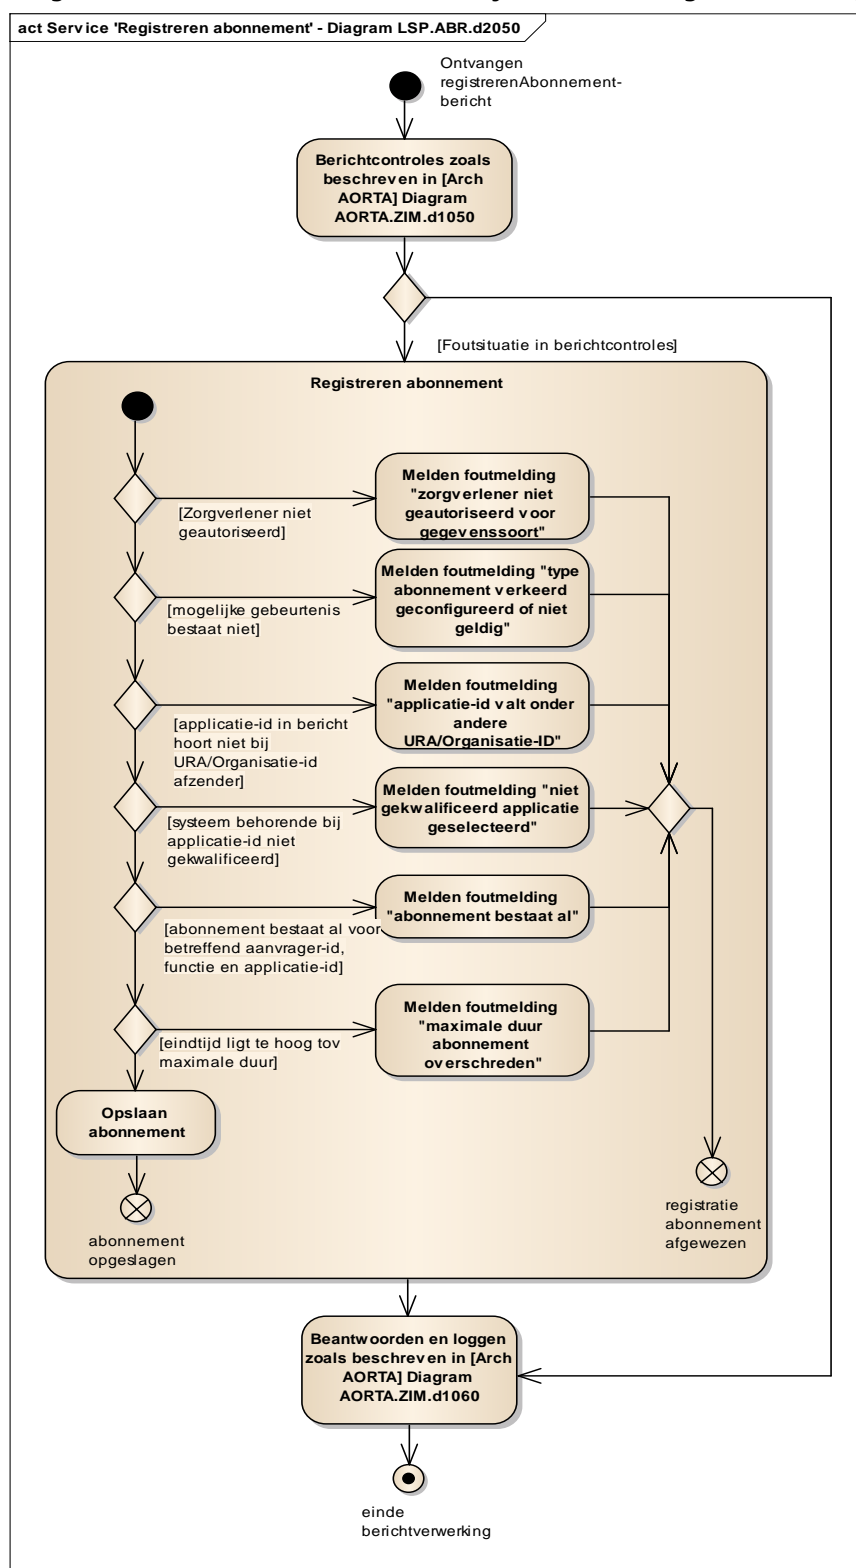 act Service 'Registreren abonnement' - Diagram LSP.ABR.d2050
Ontvangen
registrerenAbonnement-
bericht
Berichtcontroles zoals
beschreven in [Arch
AORTA] Diagram
AORTA.ZIM.d1050
[Foutsituatie in berichtcontroles]
Registreren abonnement
Melden foutmelding
"zorgverlener niet
geautoriseerd voor
gegevenssoort"
[Zorgverlener niet
geautoriseerd]
Melden foutmelding "type
abonnement verkeerd
geconfigureerd of niet
geldig"
[mogelijke gebeurtenis
bestaat niet]
Melden foutmelding
"applicatie-id valt onder
andere
URA/Organisatie-ID"
[applicatie-id in bericht
hoort niet bij
URA/Organisatie-id
afzender]
Melden foutmelding "niet
gekwalificeerd applicatie
geselecteerd"
[systeem behorende bij
applicatie-id niet
gekwalificeerd]
Melden foutmelding
"abonnement bestaat al"
[abonnement bestaat al voor
betreffend aanvrager-id,
functie en applicatie-id]
Melden foutmelding
"maximale duur
abonnement
overschreden"
[eindtijd ligt te hoog tov
maximale duur]
Opslaan
abonnement
abonnement
opgeslagen
registratie
abonnement
afgewezen
Beantwoorden en loggen
zoals beschreven in [Arch
AORTA] Diagram
AORTA.ZIM.d1060
einde
berichtverwerking